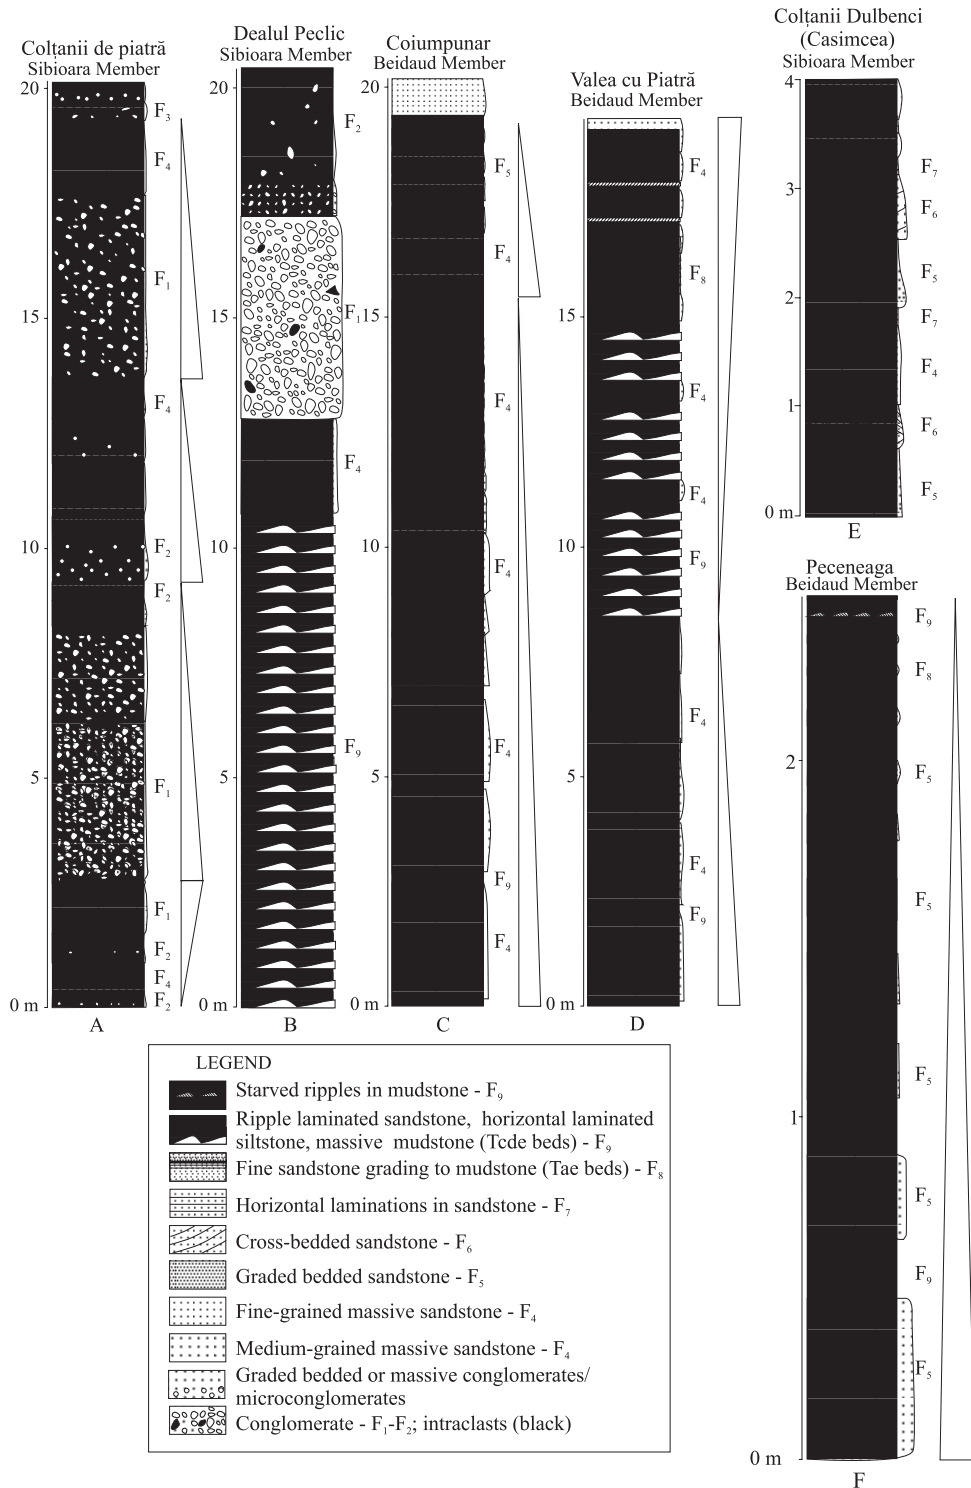 Colțanii de piatră
Sibioara Member
20
15
10
5
0 m
F3
F4
F1
F4
F2
F2
F1
F1
F2
F4
F2
A
Dealul Peclic
Sibioara Member
20
15
10
5
0 m
F2
F1
F4
F9
B
Coiumpunar
Beidaud Member
20
15
10
5
0 m
F5
F4
F4
F4
F4
F9
F4
C
Valea cu Piatră
Beidaud Member
15
10
5
0 m
F4
F8
F4
F4
F9
F4
F4
F9
D
Colțanii Dulbenci
(Casimcea)
Sibioara Member
4
3
2
1
0 m
F7
F6
F5
F7
F4
F6
F5
E
Peceneaga
Beidaud Member
2
1
0 m
F9
F8
F5
F5
F5
F5
F9
F5
F
LEGEND
Starved ripples in mudstone - F9
Ripple laminated sandstone, horizontal laminated
siltstone, massive mudstone (Tcde beds) - F9
Fine sandstone grading to mudstone (Tae beds) - F8
Horizontal laminations in sandstone - F7
Cross-bedded sandstone - F6
Graded bedded sandstone - F5
Fine-grained massive sandstone - F4
Medium-grained massive sandstone - F4
Graded bedded or massive conglomerates/
microconglomerates
Conglomerate - F1-F2; intraclasts (black)